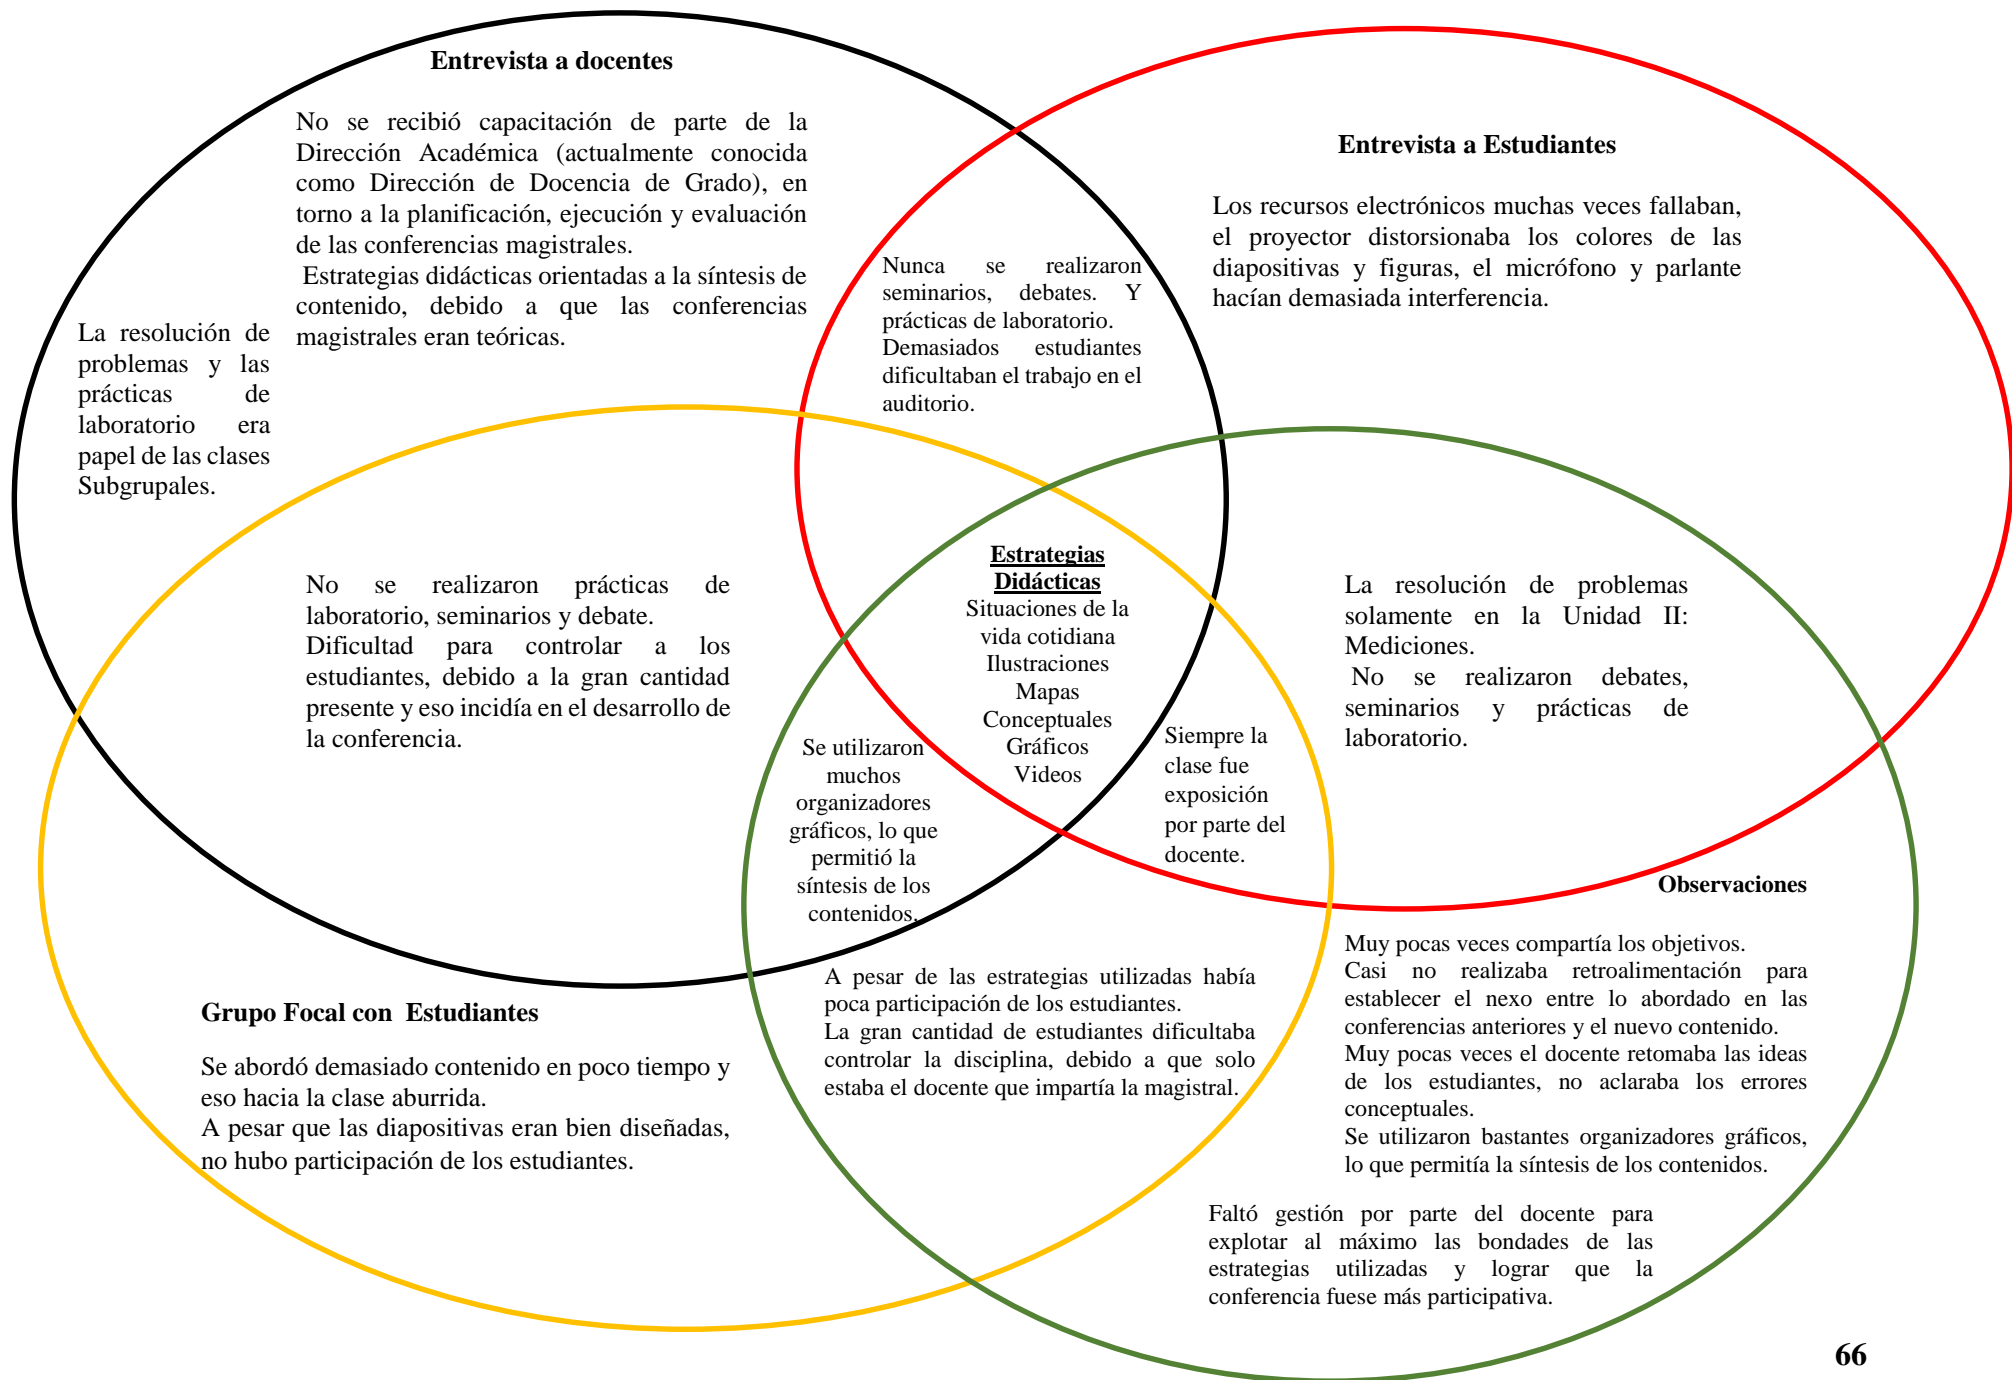 Entrevista a docentes
No se recibió capacitación de parte de la
Dirección Académica (actualmente conocida
como Dirección de Docencia de Grado), en
torno a la planificación, ejecución y evaluación
de las conferencias magistrales.
Estrategias didácticas orientadas a la síntesis de
contenido, debido a que las conferencias
magistrales eran teóricas.
La resolución de
problemas y las
prácticas de
laboratorio era
papel de las clases
Subgrupales.
Nunca se realizaron
seminarios, debates. Y
prácticas de laboratorio.
Demasiados estudiantes
dificultaban el trabajo en el
auditorio.
Entrevista a Estudiantes
Los recursos electrónicos muchas veces fallaban,
el proyector distorsionaba los colores de las
diapositivas y figuras, el micrófono y parlante
hacían demasiada interferencia.
No se realizaron prácticas de
laboratorio, seminarios y debate.
Dificultad para controlar a los
estudiantes, debido a la gran cantidad
presente y eso incidía en el desarrollo de
la conferencia.
Estrategias
Didácticas
Situaciones de la
vida cotidiana
Ilustraciones
Mapas
Conceptuales
Gráficos
Videos
La resolución de problemas
solamente en la Unidad II:
Mediciones.
No se realizaron debates,
seminarios y prácticas de
laboratorio.
Se utilizaron
muchos
organizadores
gráficos, lo que
permitió la
síntesis de los
contenidos.
Siempre la
clase fue
exposición
por parte del
docente.
Observaciones
Muy pocas veces compartía los objetivos.
Casi no realizaba retroalimentación para
establecer el nexo entre lo abordado en las
conferencias anteriores y el nuevo contenido.
Muy pocas veces el docente retomaba las ideas
de los estudiantes, no aclaraba los errores
conceptuales.
Se utilizaron bastantes organizadores gráficos,
lo que permitía la síntesis de los contenidos.
Faltó gestión por parte del docente para
explotar al máximo las bondades de las
estrategias utilizadas y lograr que la
conferencia fuese más participativa.
A pesar de las estrategias utilizadas había
poca participación de los estudiantes.
La gran cantidad de estudiantes dificultaba
controlar la disciplina, debido a que solo
estaba el docente que impartía la magistral.
Grupo Focal con Estudiantes
Se abordó demasiado contenido en poco tiempo y
eso hacia la clase aburrida.
A pesar que las diapositivas eran bien diseñadas,
no hubo participación de los estudiantes.
66